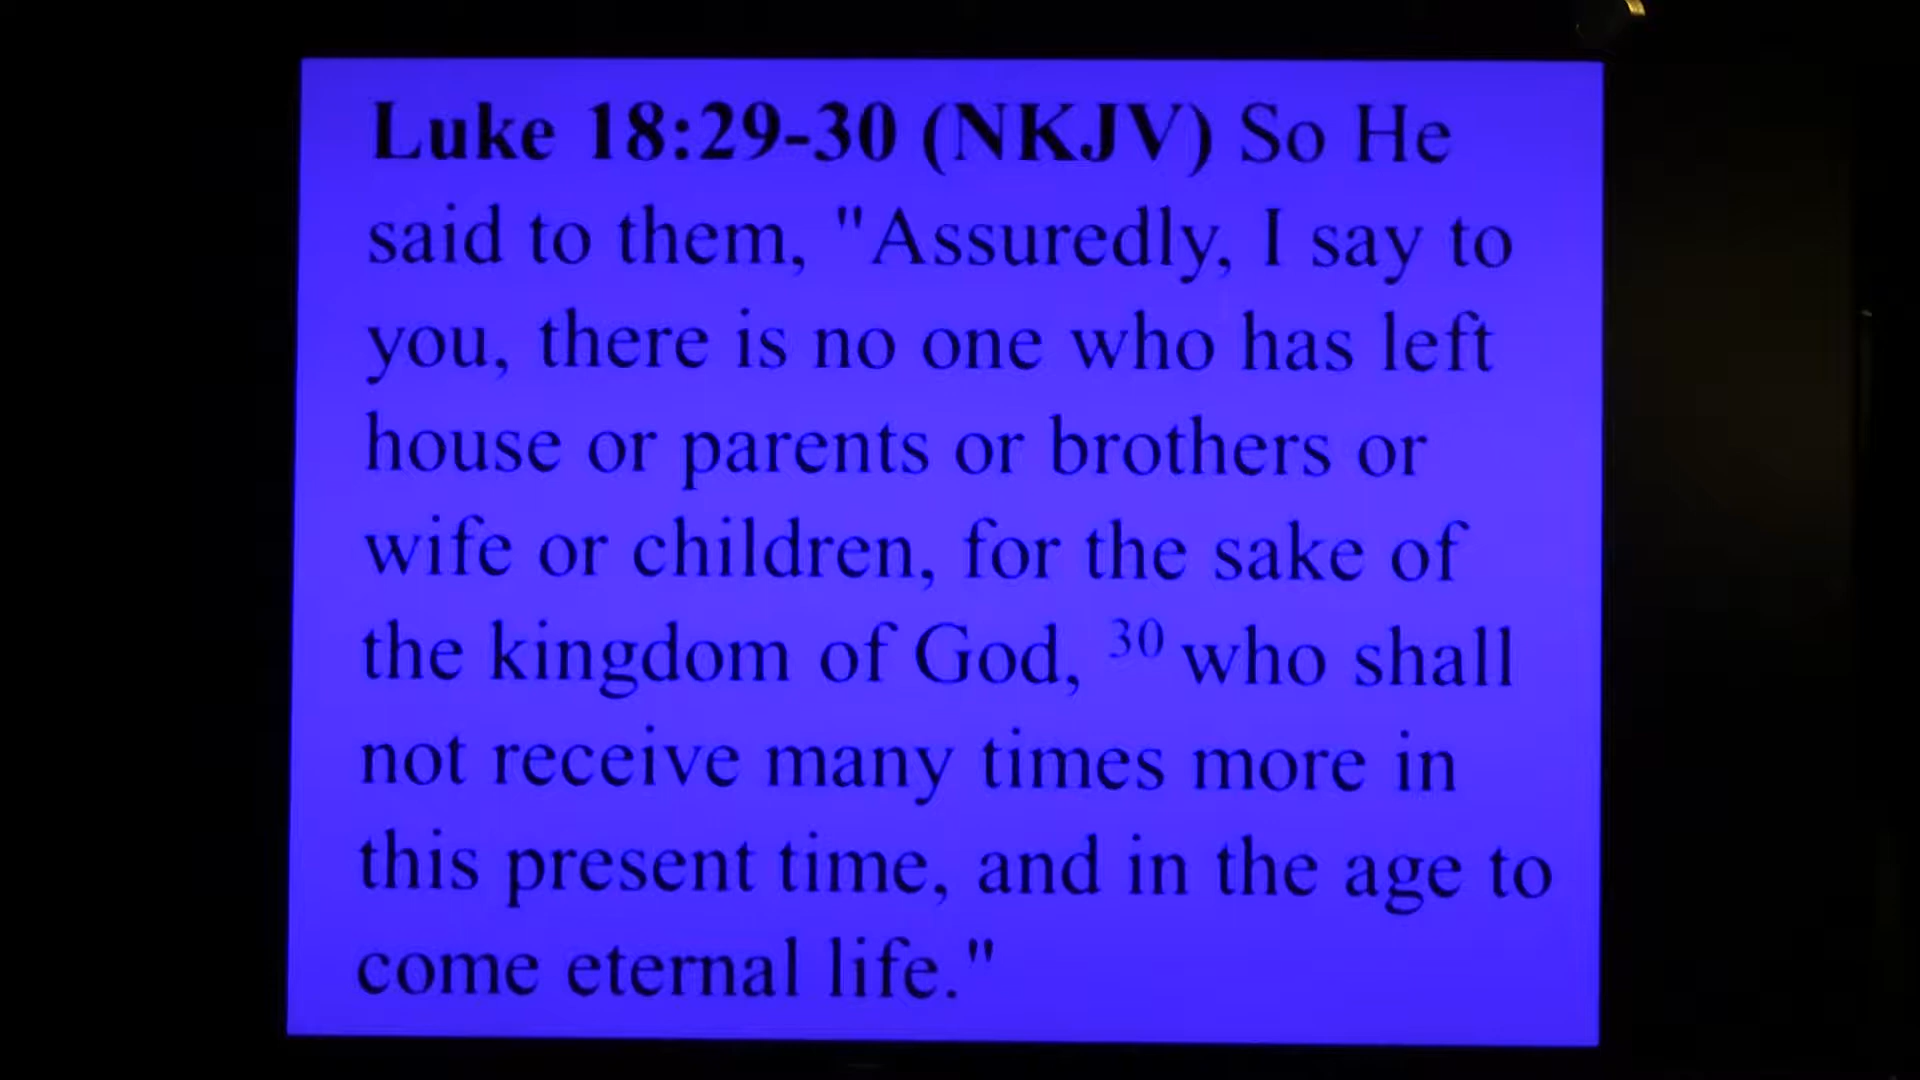 Luke 18:29-30 (NKJV) So He
said to them, "Assuredly, I say to
you, there is no one who has left
house or parents or brothers or
wife or children, for the sake of
the kingdom of God, 30 who shall
not receive many times more in
this present time, and in the age to
come eternal life."